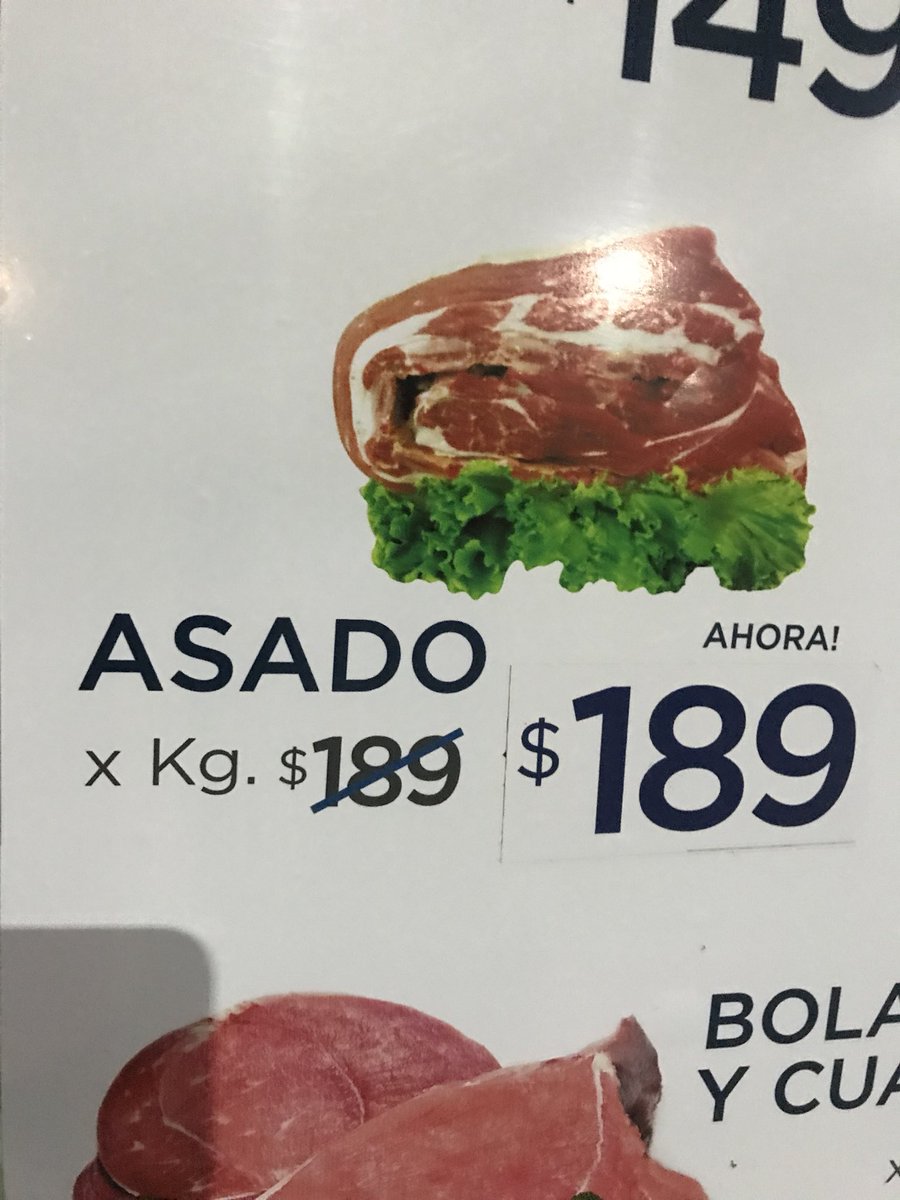 149
ASADO
AHORA!
x Kg. $189
$189
BOLA
Y CUA
x